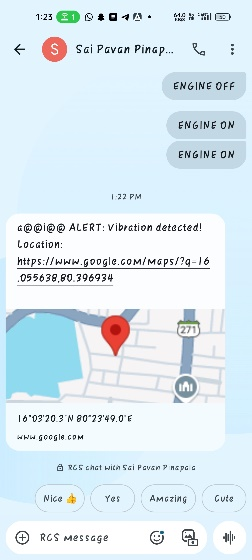 1:23
Sai Pavan Pinap...
ENGINE OFF
ENGINE ON
ENGINE ON
1:22 PM
a@@i@@ ALERT: Vibration detected!
Location:
https://www.google.com/maps/?q=16
.055638,80.396934
271
16°03'20.3"N 80°23'49.0"E
www.google.com
RCS chat with Sai Pavan Pinapala
Nice 👍
Yes
Amazing
Cute
RCS message